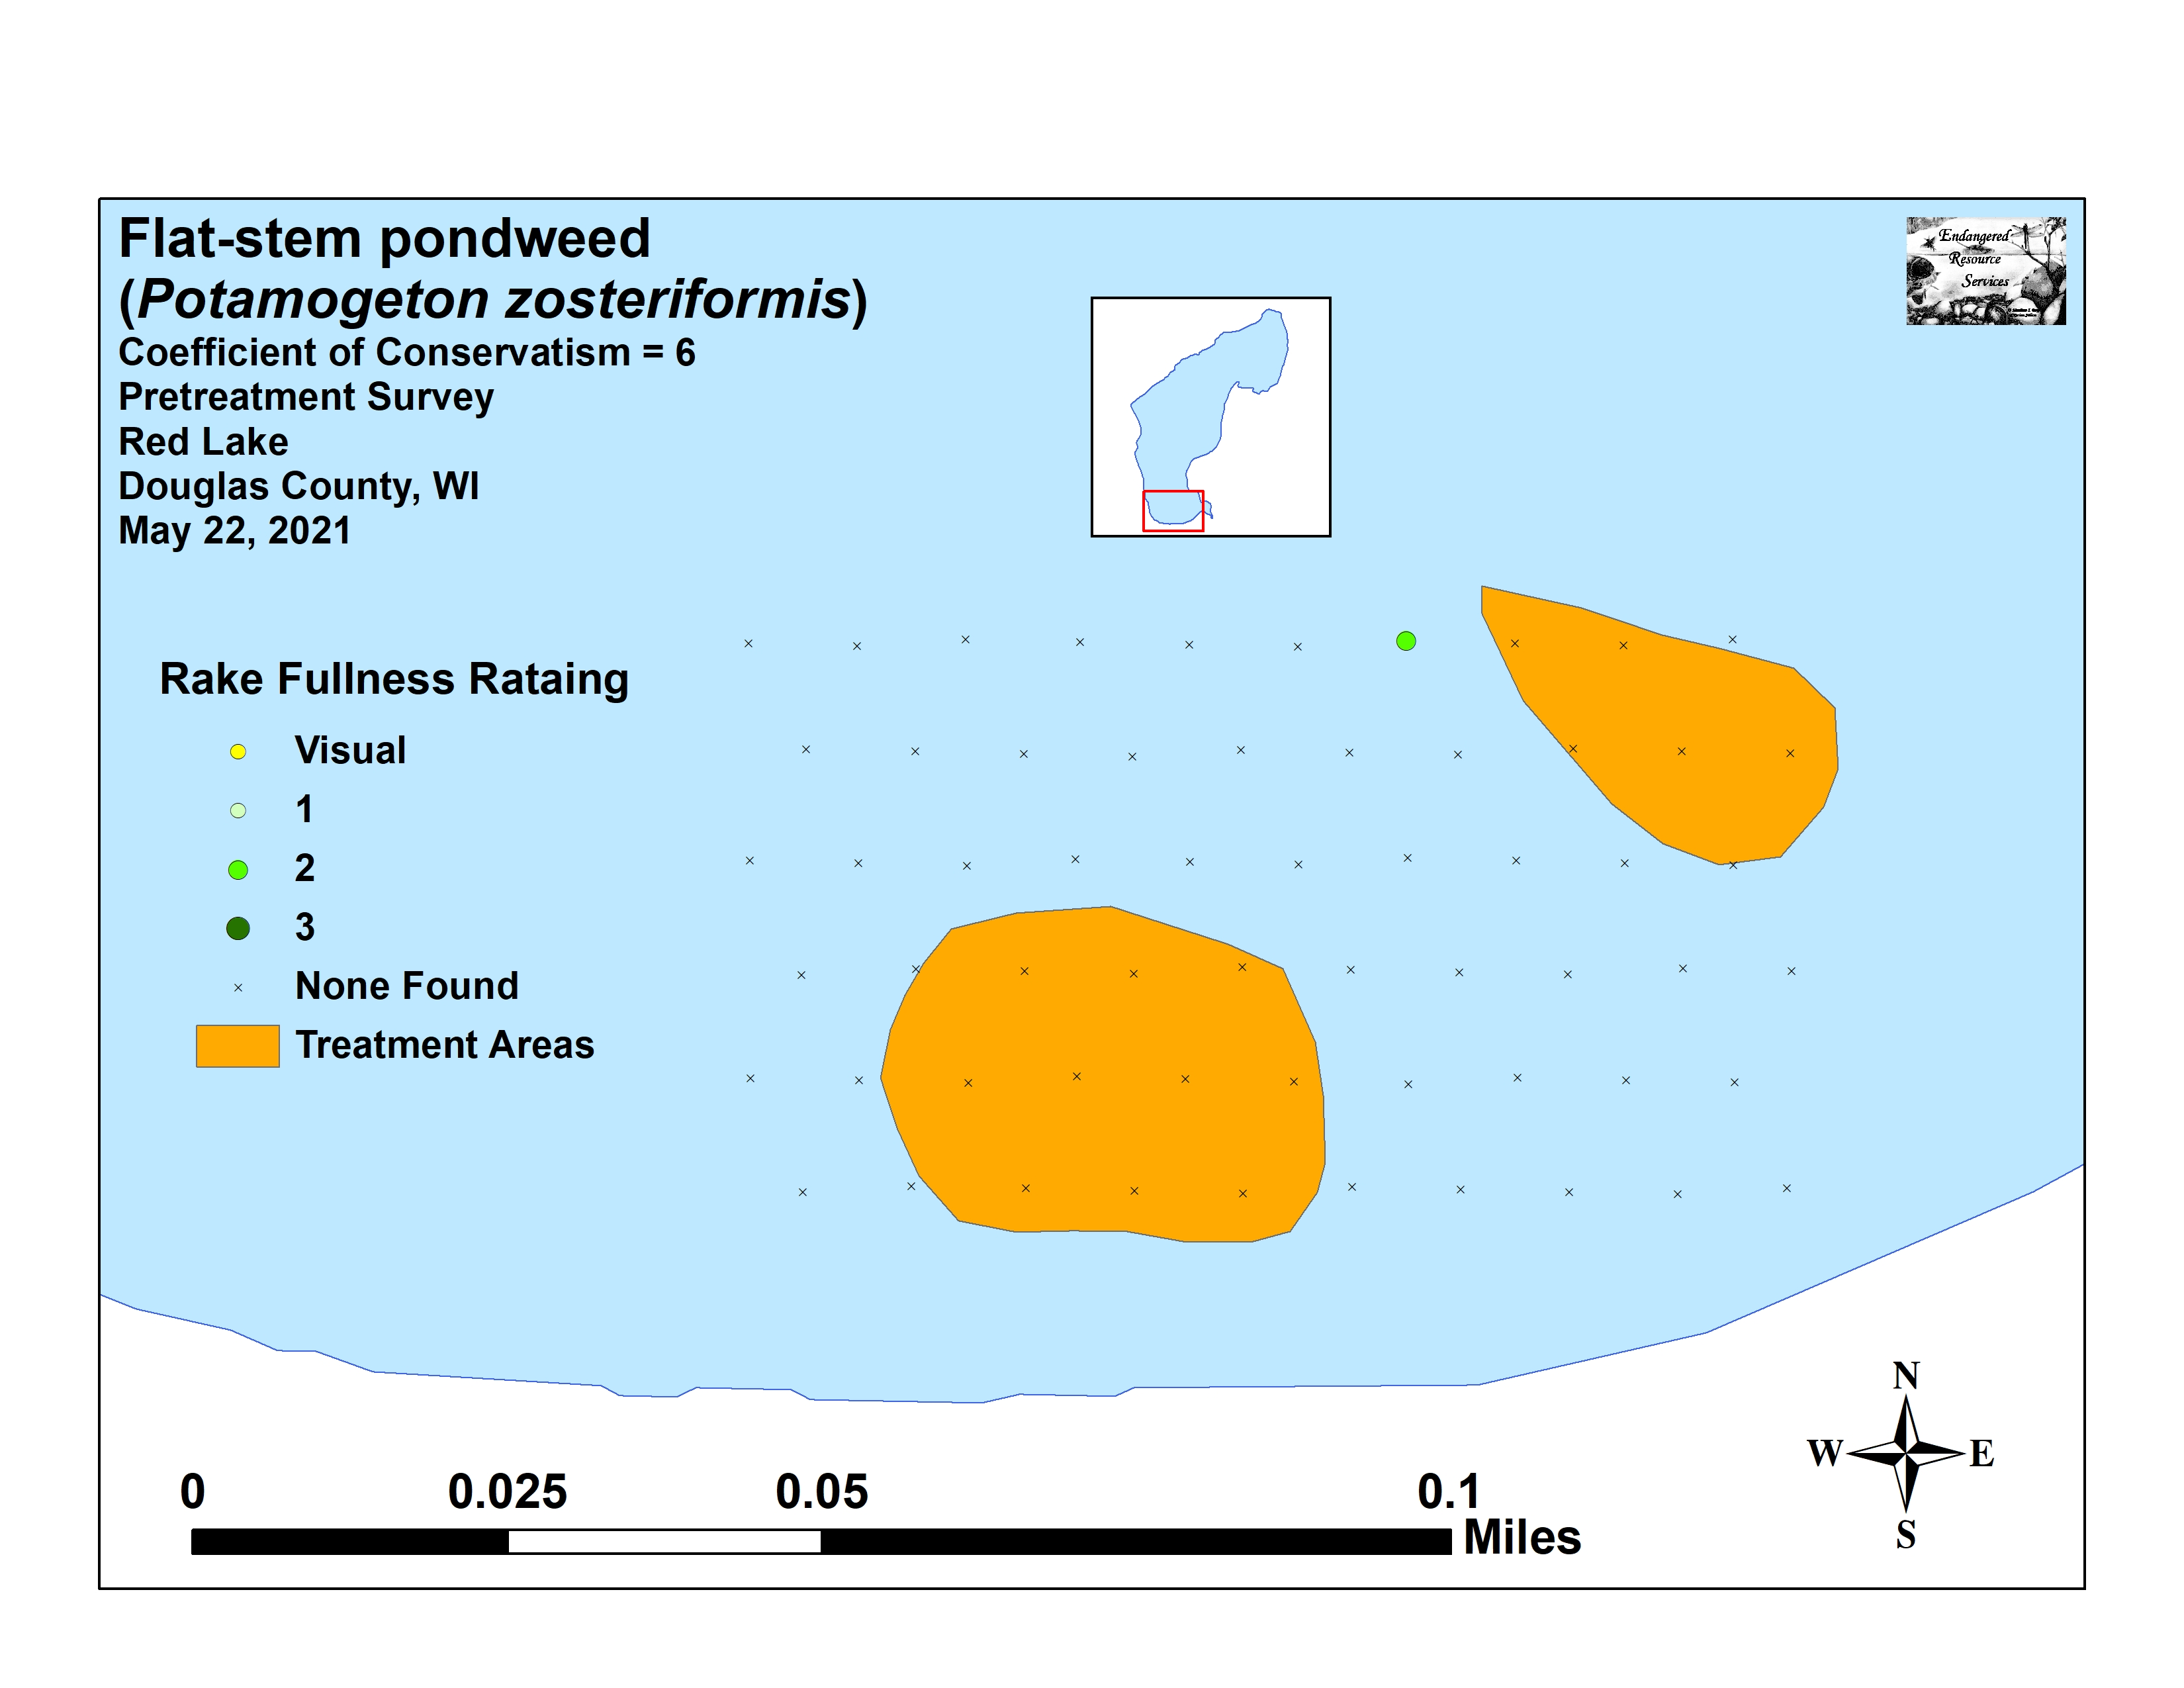 Flat-stem pondweed
(Potamogeton zosteriformis)
Coefficient of Conservatism = 6
Pretreatment Survey
Red Lake
Douglas County, WI
May 22, 2021
Endangered
Resource
Services
Rake Fullness Rataing
Visual
1
2
3
None Found
Treatment Areas
N
W E
S
0 0.025 0.05 0.1
Miles